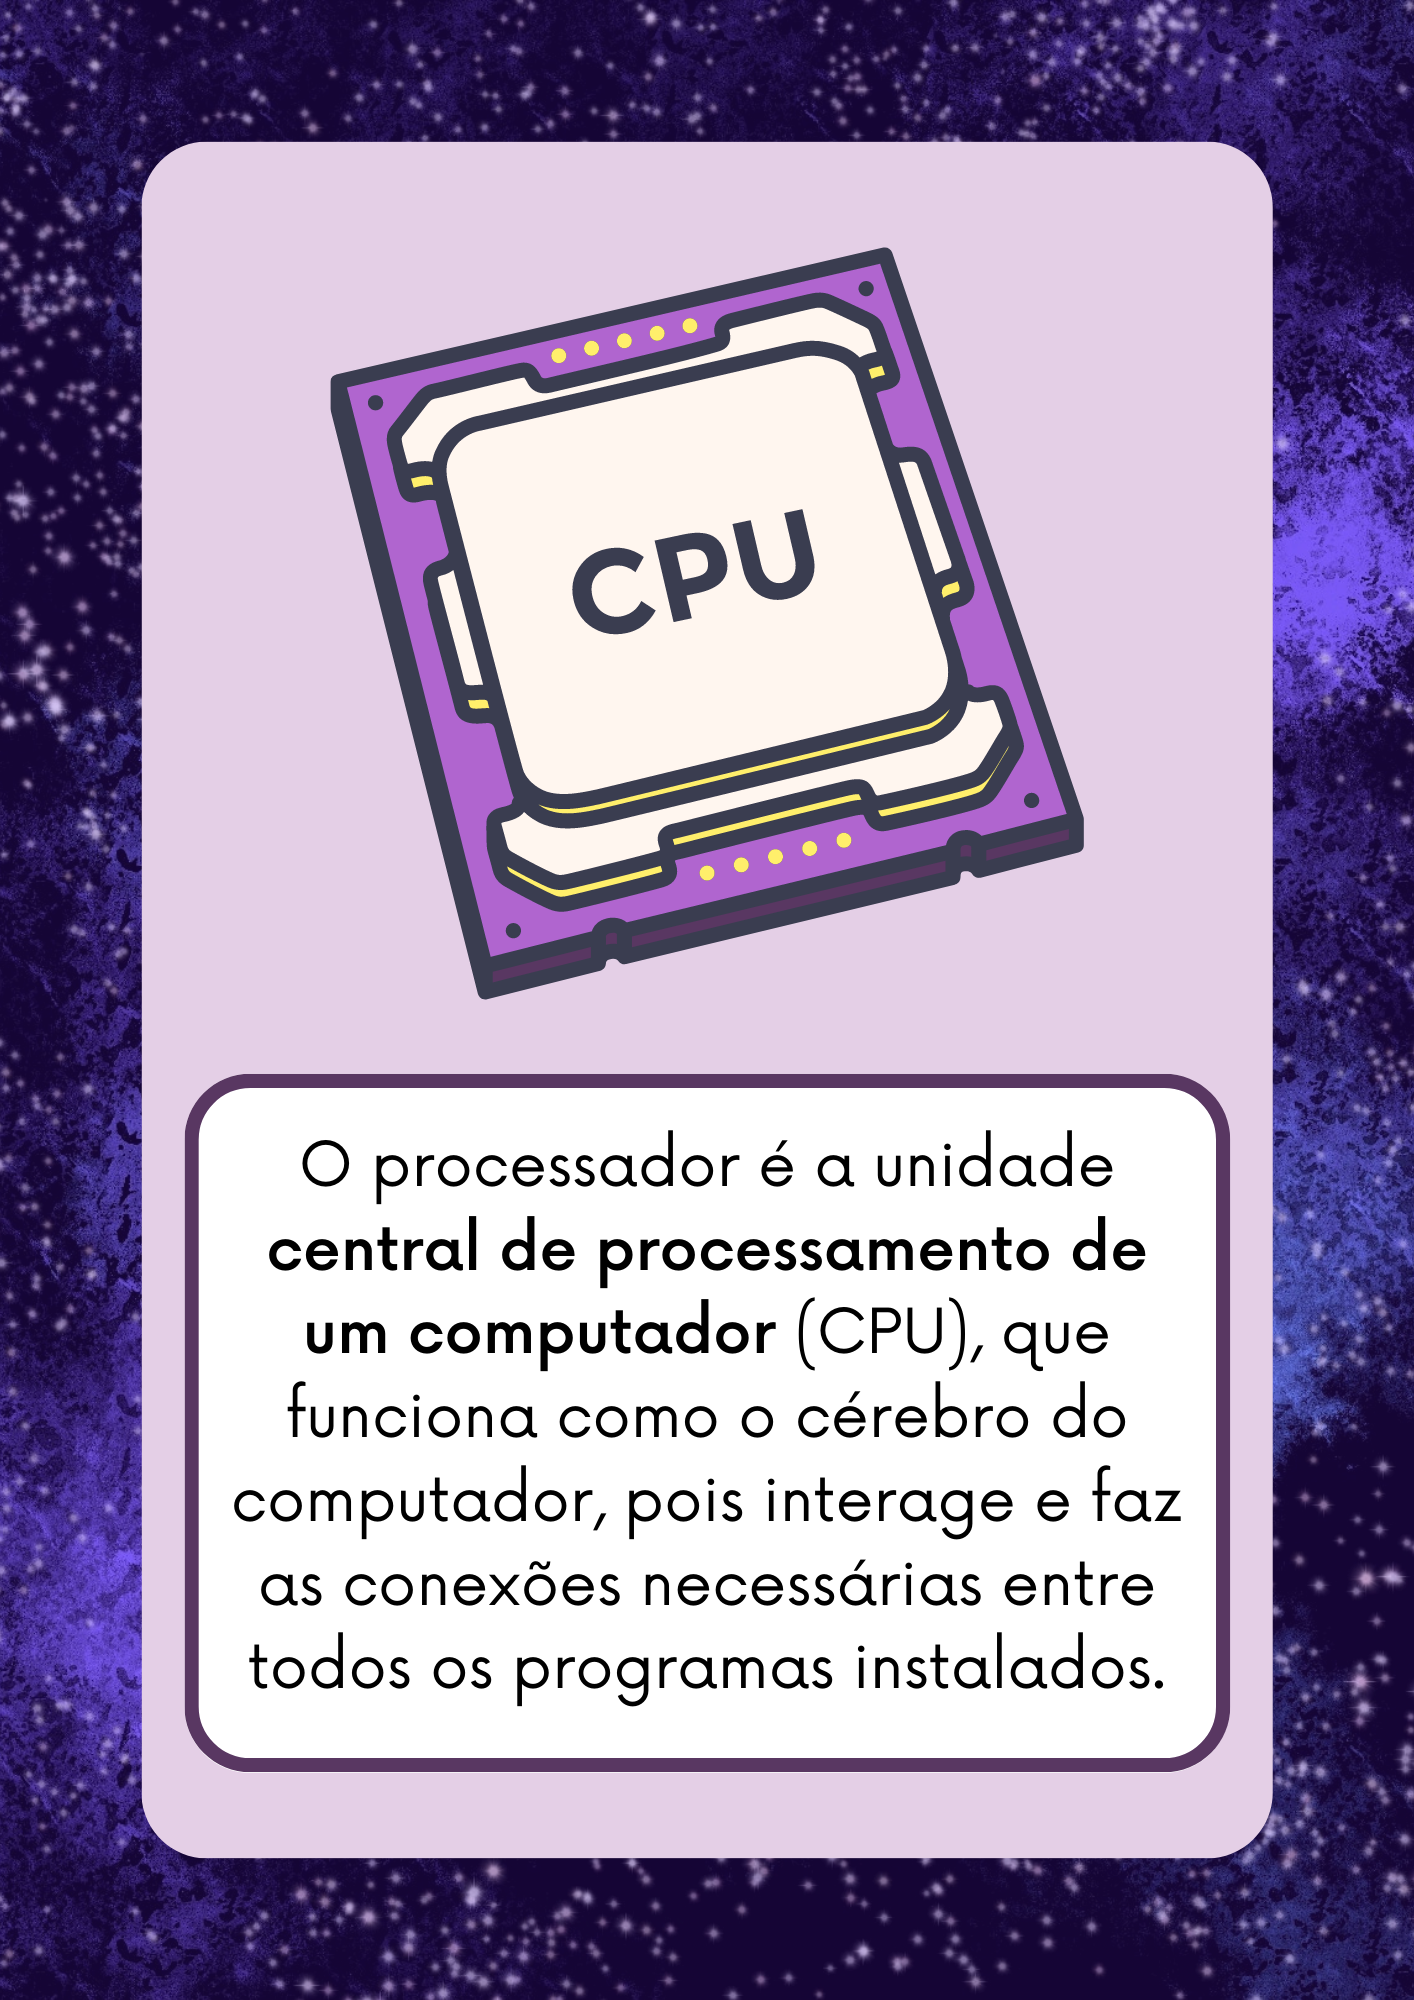 CPU
O processador é a unidade
central de processamento de
um computador (CPU), que
funciona como o cérebro do
computador, pois interage e faz
as conexões necessárias entre
todos os programas instalados.